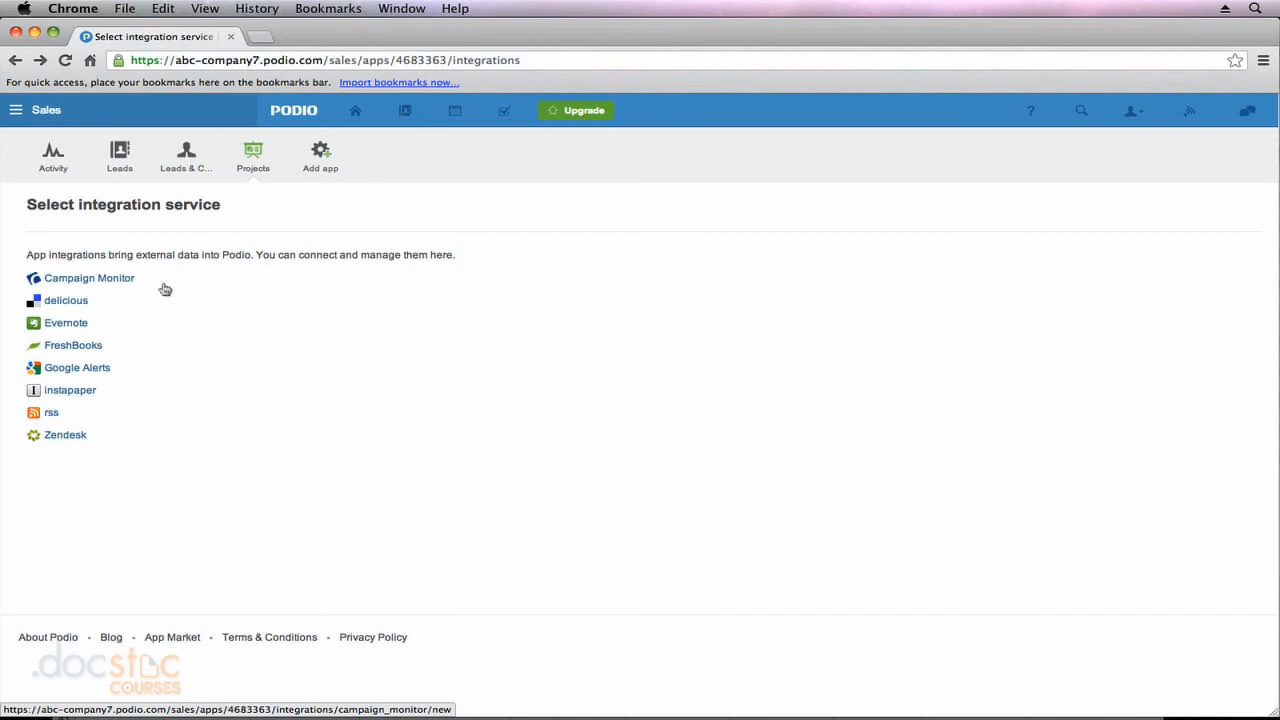 Chrome File Edit View History Bookmarks Window Help
Select integration service
https://abc-company7.podio.com/sales/apps/4683363/integrations
For quick access, place your bookmarks here on the bookmarks bar. Import bookmarks now...
Sales PODIO Upgrade ?
Activity Leads Leads & C... Projects Add app
Select integration service
App integrations bring external data into Podio. You can connect and manage them here.
Campaign Monitor
delicious
Evernote
FreshBooks
Google Alerts
instapaper
rss
Zendesk
About Podio • Blog • App Market • Terms & Conditions • Privacy Policy
.docstoc
COURSES
https://abc-company7.podio.com/sales/apps/4683363/integrations/campaign_monitor/new